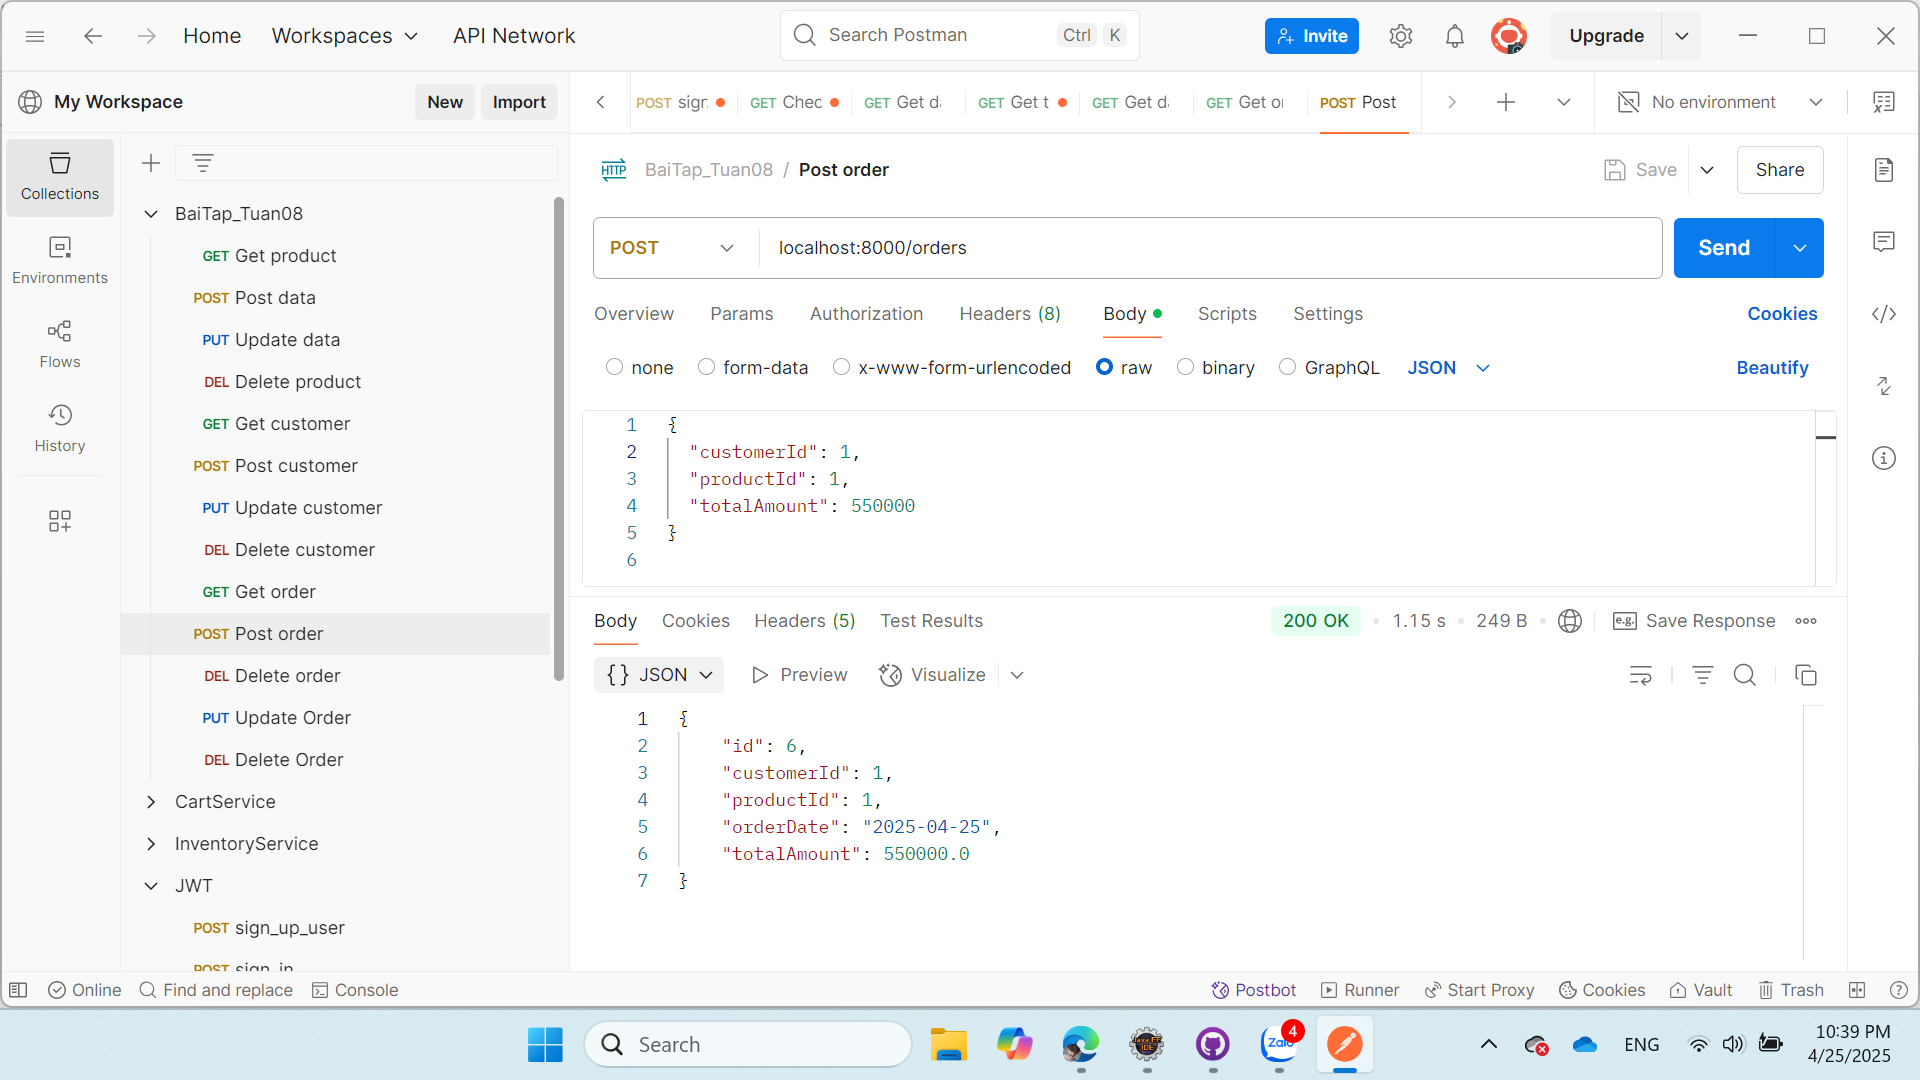 Home
Workspaces
API Network
Search Postman
Ctrl
K
Invite
Upgrade
My Workspace
New
Import
POST sign
GET Chec
GET Get da
GET Get t
GET Get da
GET Get or
POST Post
No environment
Collections
Environments
Flows
History
BaiTap_Tuan08
GET Get product
POST Post data
PUT Update data
DEL Delete product
GET Get customer
POST Post customer
PUT Update customer
DEL Delete customer
GET Get order
POST Post order
DEL Delete order
PUT Update Order
DEL Delete Order
CartService
InventoryService
JWT
POST sign_up_user
POST sign_in
HTTP BaiTap_Tuan08 / Post order
Save
Share
POST
localhost:8000/orders
Send
Overview
Params
Authorization
Headers (8)
Body
Scripts
Settings
Cookies
none
form-data
x-www-form-urlencoded
raw
binary
GraphQL
JSON
Beautify
1 {
2 "customerId": 1,
3 "productId": 1,
4 "totalAmount": 550000
5 }
6
Body
Cookies
Headers (5)
Test Results
200 OK
1.15 s
249 B
e.g. Save Response
{ } JSON
Preview
Visualize
1 {
2 "id": 6,
3 "customerId": 1,
4 "productId": 1,
5 "orderDate": "2025-04-25",
6 "totalAmount": 550000.0
7 }
Online
Find and replace
Console
Postbot
Runner
Start Proxy
Cookies
Vault
Trash
Search
Java EE
IDE
Zalo
4
ENG
10:39 PM
4/25/2025